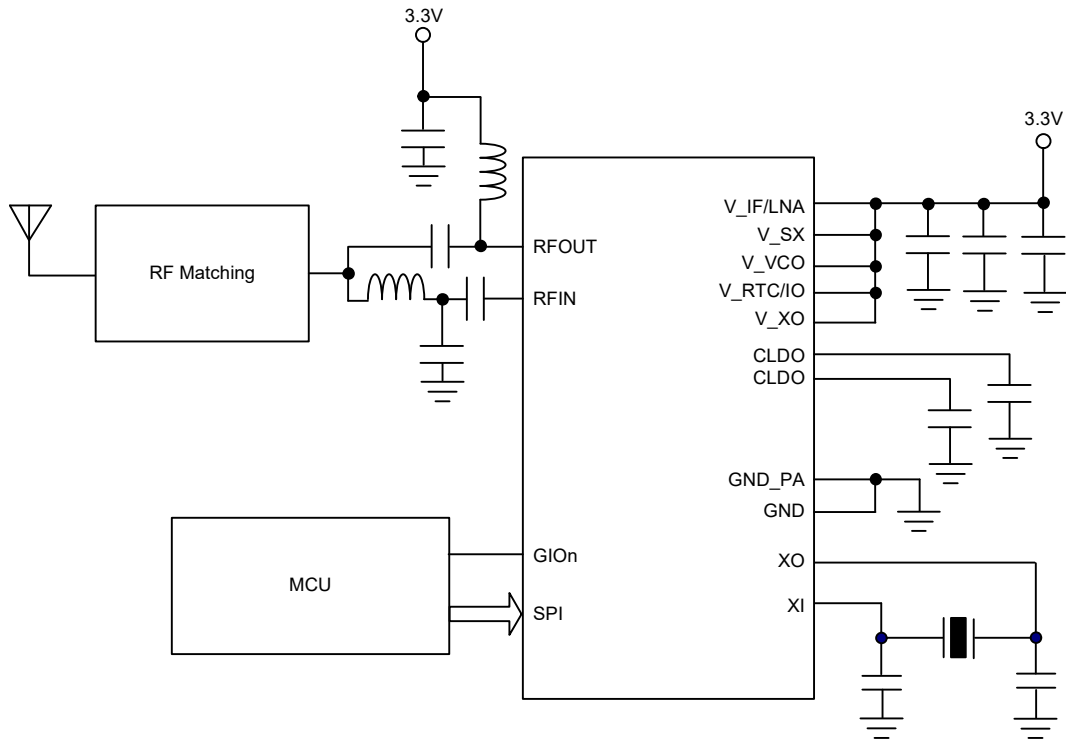 3.3V
3.3V
RF Matching
RFOUT
RFIN
V_IF/LNA
V_SX
V_VCO
V_RTC/IO
V_XO
CLDO
CLDO
GND_PA
GND
MCU
GIOn
SPI
XO
XI